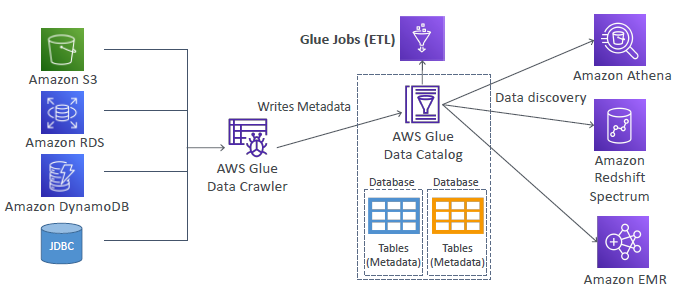 Amazon S3
Amazon RDS
Amazon DynamoDB
JDBC
AWS Glue
Data Crawler
Writes Metadata
Glue Jobs (ETL)
AWS Glue
Data Catalog
Database
Tables
(Metadata)
Database
Tables
(Metadata)
Data discovery
Amazon Athena
Amazon
Redshift
Spectrum
Amazon EMR